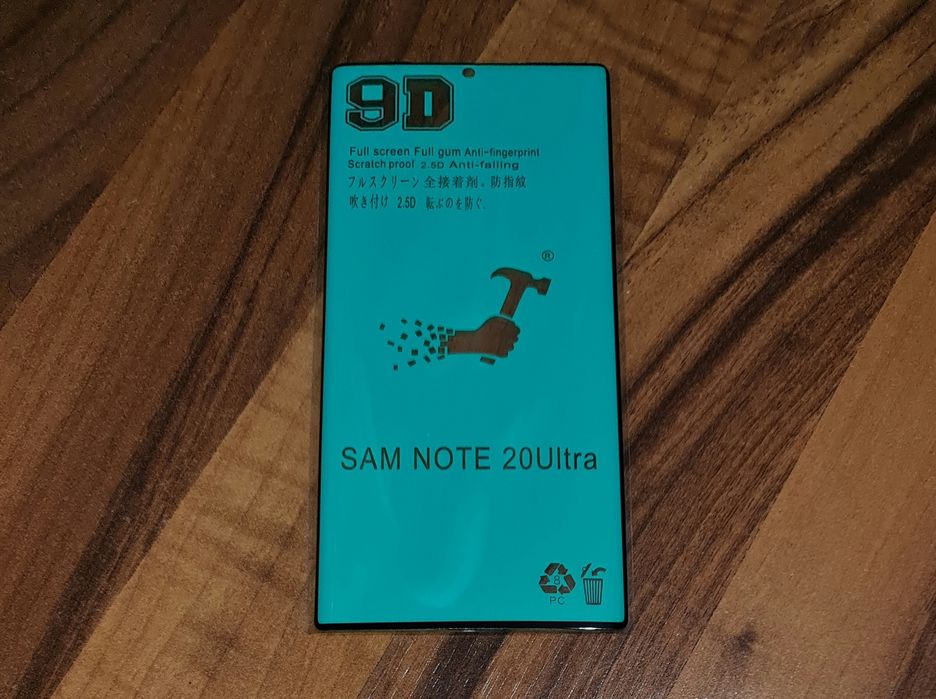 9D
Full screen Full gum Anti-fingerprint
Scratch proof 2.5D Anti-falling
フルスクリーン 全接着剤。防指紋
吹き付け 2.5D 転ぶのを防ぐ.
®
SAM NOTE 20Ultra
8
PC